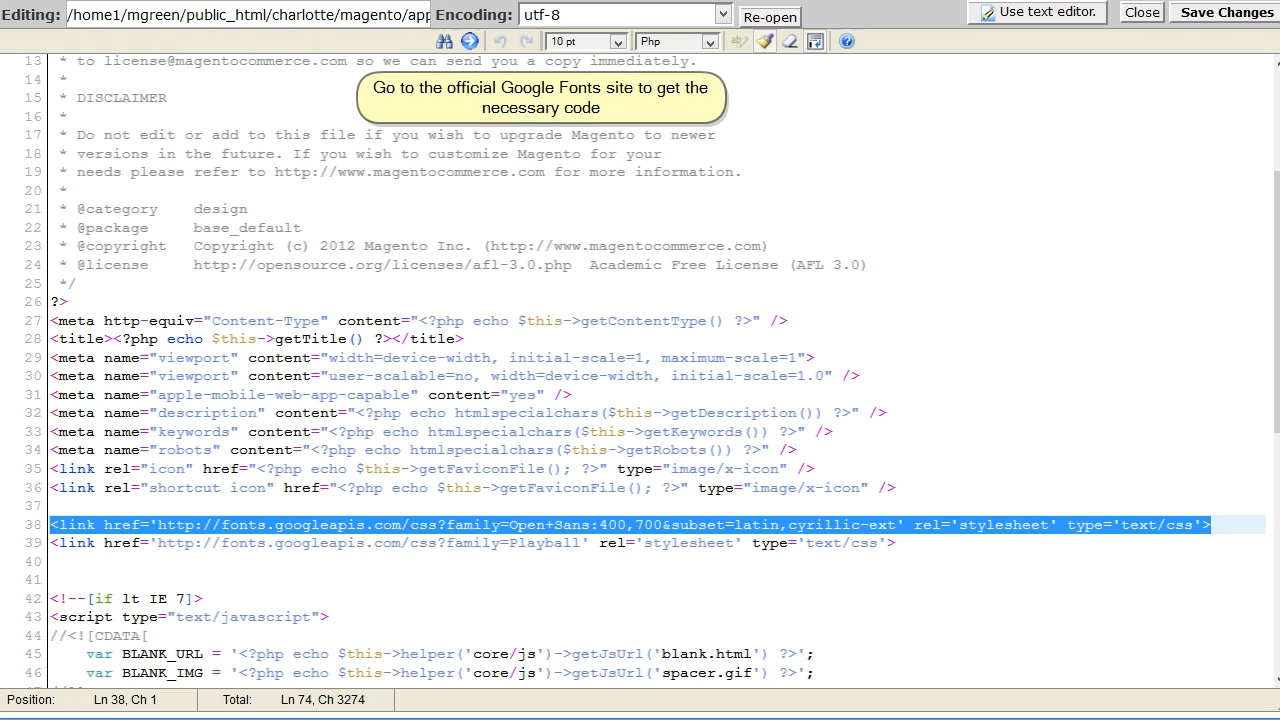 Editing: /home1/mgreen/public_html/charlotte/magento/app Encoding: utf-8 Re-open Use text editor. Close Save Changes
10 pt Php
13 * to license@magentocommerce.com so we can send you a copy immediately.
Go to the official Google Fonts site to get the
necessary code
14 *
15 * DISCLAIMER
16 *
17 * Do not edit or add to this file if you wish to upgrade Magento to newer
18 * versions in the future. If you wish to customize Magento for your
19 * needs please refer to http://www.magentocommerce.com for more information.
20 *
21 * @category    design
22 * @package     base_default
23 * @copyright   Copyright (c) 2012 Magento Inc. (http://www.magentocommerce.com)
24 * @license     http://opensource.org/licenses/afl-3.0.php  Academic Free License (AFL 3.0)
25 */
26 ?>
27 <meta http-equiv="Content-Type" content="<?php echo $this->getContentType() ?>" />
28 <title><?php echo $this->getTitle() ?></title>
29 <meta name="viewport" content="width=device-width, initial-scale=1, maximum-scale=1">
30 <meta name="viewport" content="user-scalable=no, width=device-width, initial-scale=1.0" />
31 <meta name="apple-mobile-web-app-capable" content="yes" />
32 <meta name="description" content="<?php echo htmlspecialchars($this->getDescription()) ?>" />
33 <meta name="keywords" content="<?php echo htmlspecialchars($this->getKeywords()) ?>" />
34 <meta name="robots" content="<?php echo htmlspecialchars($this->getRobots()) ?>" />
35 <link rel="icon" href="<?php echo $this->getFaviconFile(); ?>" type="image/x-icon" />
36 <link rel="shortcut icon" href="<?php echo $this->getFaviconFile(); ?>" type="image/x-icon" />
37
38 <link href='http://fonts.googleapis.com/css?family=Open+Sans:400,700&subset=latin,cyrillic-ext' rel='stylesheet' type='text/css'>
39 <link href='http://fonts.googleapis.com/css?family=Playball' rel='stylesheet' type='text/css'>
40
41
42 <!--[if lt IE 7]>
43 <script type="text/javascript">
44 //<![CDATA[
45     var BLANK_URL = '<?php echo $this->helper('core/js')->getJsUrl('blank.html') ?>';
46     var BLANK_IMG = '<?php echo $this->helper('core/js')->getJsUrl('spacer.gif') ?>';
Position: Ln 38, Ch 1 Total: Ln 74, Ch 3274